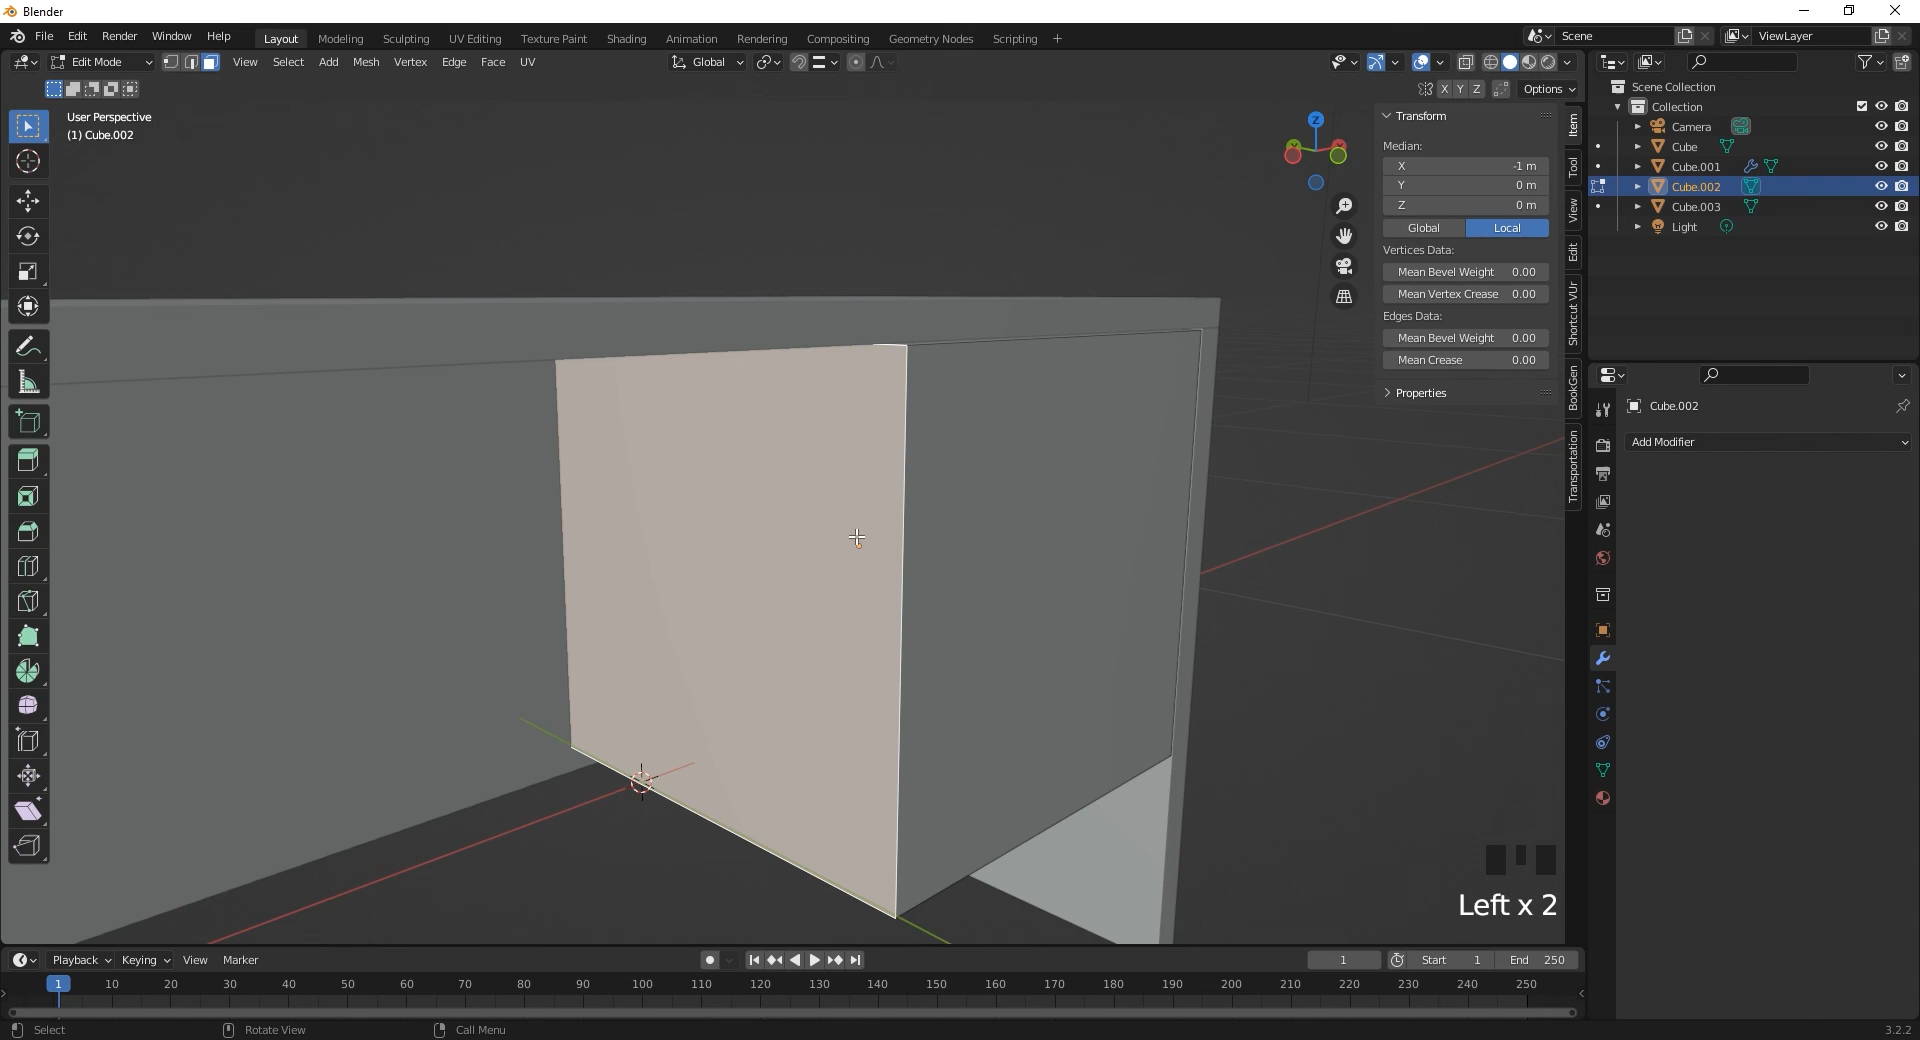 Blender
File Edit Render Window Help Layout Modeling Sculpting UV Editing Texture Paint Shading Animation Rendering Compositing Geometry Nodes Scripting + Scene ViewLayer
Edit Mode View Select Add Mesh Vertex Edge Face UV Global
X Y Z Options
User Perspective
(1) Cube.002
Z
Transform
Median:
X -1 m
Y 0 m
Z 0 m
Global Local
Vertices Data:
Mean Bevel Weight 0.00
Mean Vertex Crease 0.00
Edges Data:
Mean Bevel Weight 0.00
Mean Crease 0.00
Properties
Item
Tool
View
Edit
Shortcut VUr
BookGen
Transportation
Scene Collection
Collection
Camera
Cube
Cube.001
Cube.002
Cube.003
Light
Cube.002
Add Modifier
Left x 2
Playback Keying View Marker 1 Start 1 End 250
1 10 20 30 40 50 60 70 80 90 100 110 120 130 140 150 160 170 180 190 200 210 220 230 240 250
Select Rotate View Call Menu 3.2.2